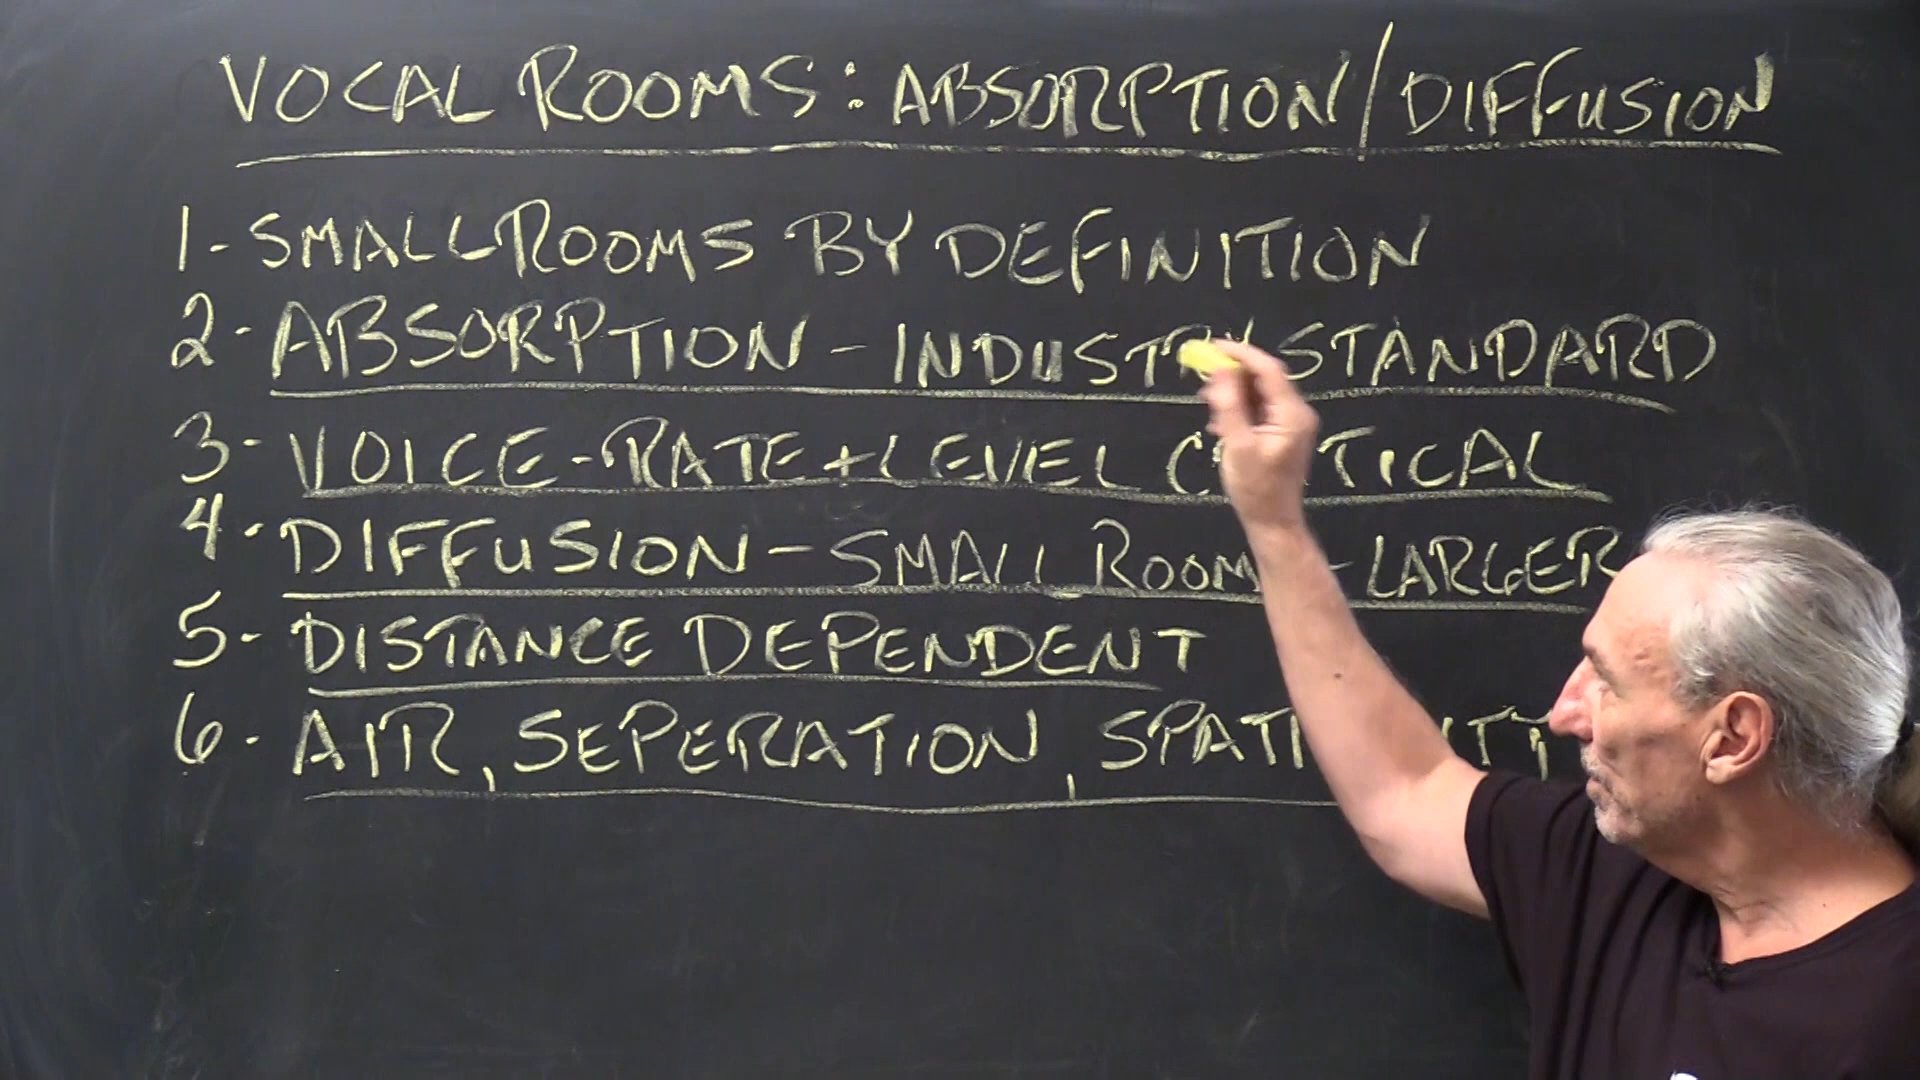 VOCAL ROOMS: ABSORPTION/DIFFUSION
1- SMALL ROOMS BY DEFINITION
2- ABSORPTION - INDUSTRY STANDARD
3- VOICE-RATE+LEVEL
4- DIFFUSION - SMALL ROOM - LARGER
5- DISTANCE DEPENDENT
6- AIR, SEPERATION,